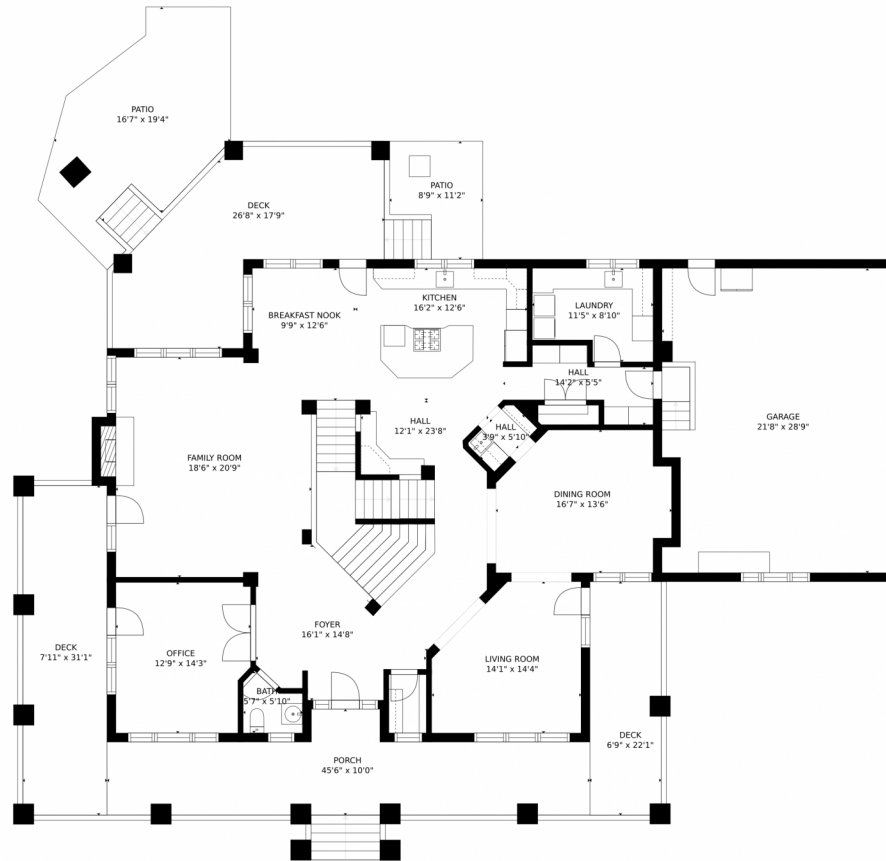 PATIO
16'7" x 19'4"
PATIO
8'9" x 11'2"
DECK
26'8" x 17'9"
KITCHEN
16'2" x 12'6"
LAUNDRY
11'5" x 8'10"
BREAKFAST NOOK
9'9" x 12'6"
HALL
14'2" x 5'5"
GARAGE
21'8" x 28'9"
HALL
12'1" x 23'8"
HALL
3'9" x 5'10"
FAMILY ROOM
18'6" x 20'9"
DINING ROOM
16'7" x 13'6"
FOYER
16'1" x 14'8"
DECK
7'11" x 31'1"
OFFICE
12'9" x 14'3"
LIVING ROOM
14'1" x 14'4"
BATH
5'7" x 5'10"
DECK
6'9" x 22'1"
PORCH
45'6" x 10'0"